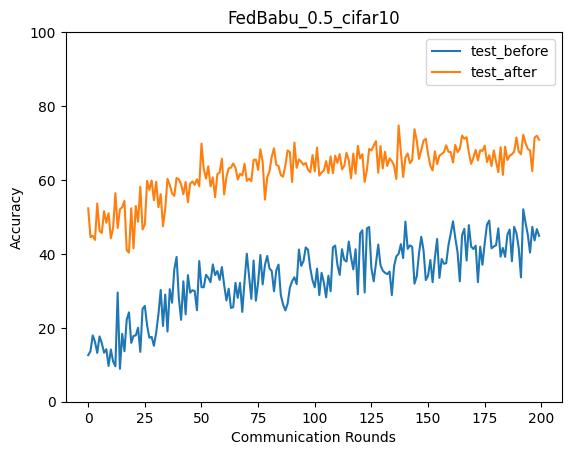 FedBabu_0.5_cifar10
100
80
60
40
20
0
Accuracy
test_before
test_after
0 25 50 75 100 125 150 175 200
Communication Rounds